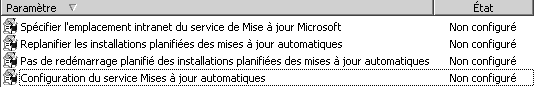 Paramètre État
Spécifier l'emplacement intranet du service de Mise à jour Microsoft Non configuré
Replanifier les installations planifiées des mises à jour automatiques Non configuré
Pas de redémarrage planifié des installations planifiées des mises à jour automatiques Non configuré
Configuration du service Mises à jour automatiques Non configuré